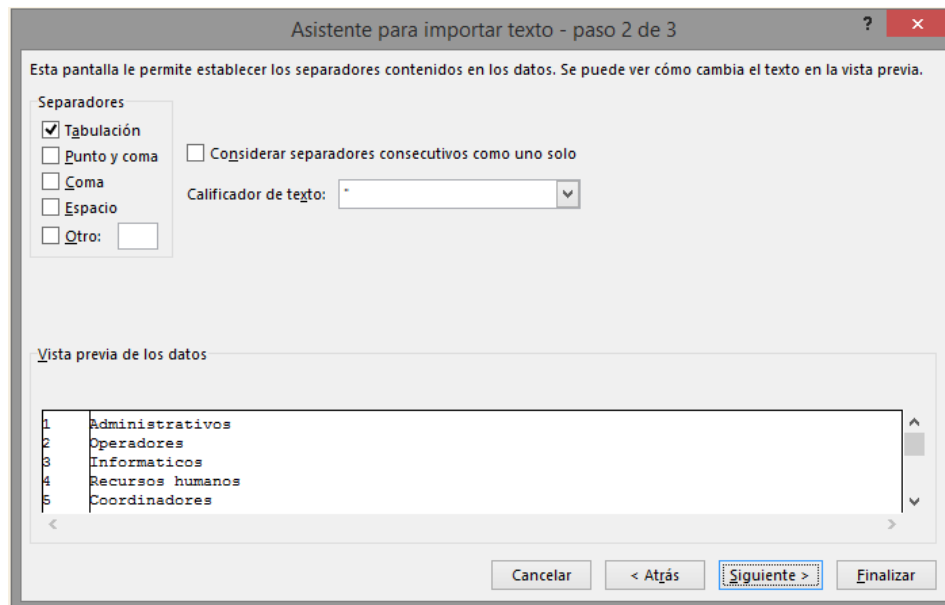 Asistente para importar texto - paso 2 de 3
?
Esta pantalla le permite establecer los separadores contenidos en los datos. Se puede ver cómo cambia el texto en la vista previa.
Separadores
Tabulación
Punto y coma
Coma
Espacio
Otro:
Considerar separadores consecutivos como uno solo
Calificador de texto: "
Vista previa de los datos
1 Administrativos
2 Operadores
3 Informaticos
4 Recursos humanos
5 Coordinadores
Cancelar < Atrás Siguiente > Finalizar